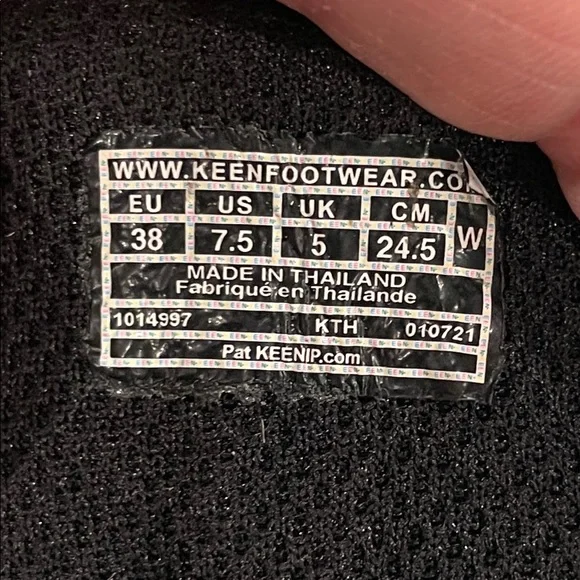 WWW.KEENFOOTWEAR.CO
EU US UK CM W
38 7.5 5 24.5
MADE IN THAILAND
Fabriqué en Thaïlande
1014997 KTH 010721
Pat KEENIP.com